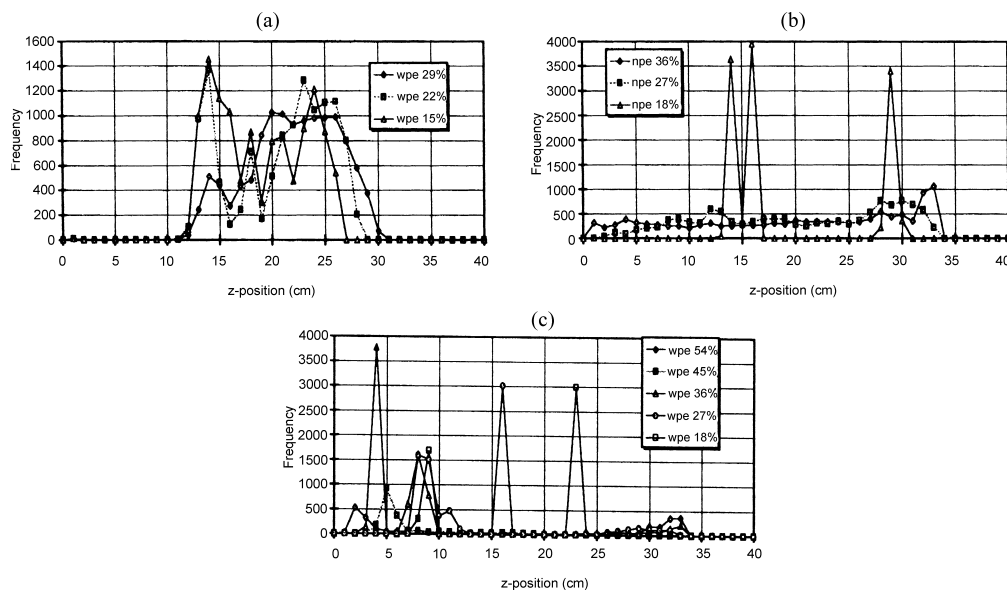 (a)
1600
1400
1200
1000
800
600
400
200
0
Frequency
wpe 29%
wpe 22%
wpe 15%
0 5 10 15 20 25 30 35 40
z-position (cm)
(b)
4000
3500
3000
2500
2000
1500
1000
500
0
Frequency
npe 36%
npe 27%
npe 18%
0 5 10 15 20 25 30 35 40
z-position (cm)
(c)
4000
3500
3000
2500
2000
1500
1000
500
0
Frequency
wpe 54%
wpe 45%
wpe 36%
wpe 27%
wpe 18%
0 5 10 15 20 25 30 35 40
z-position (cm)